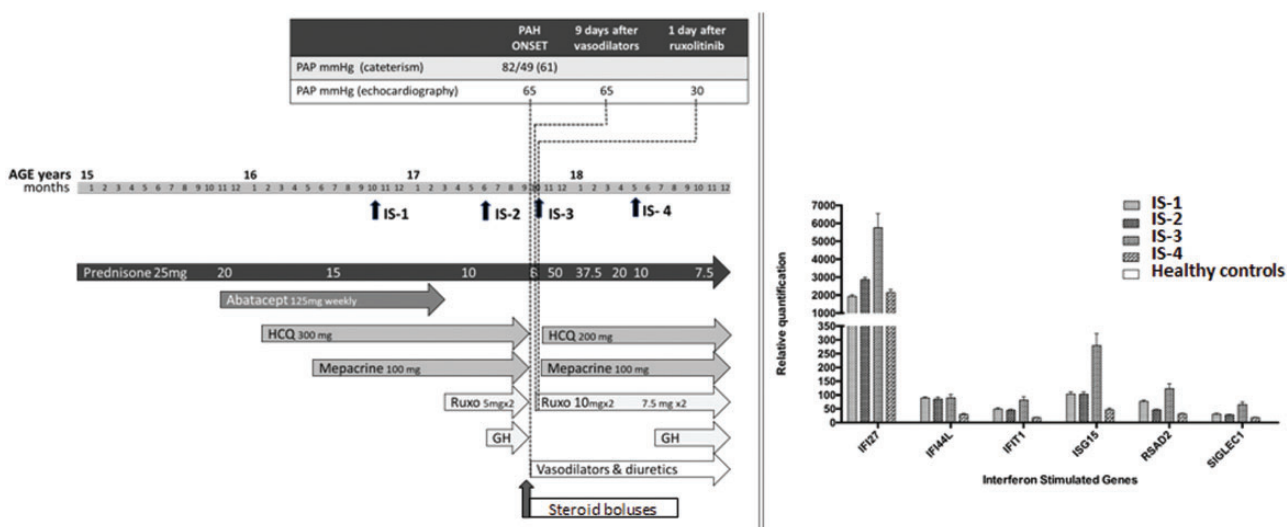 PAH ONSET 9 days after vasodilators 1 day after ruxolitinib
PAP mmHg (cateterism) 82/49 (61)
PAP mmHg (echocardiography) 65 65 30
AGE years 15 16 17 18
months 1 2 3 4 5 6 7 8 9 10 11 12 1 2 3 4 5 6 7 8 9 10 11 12 1 2 3 4 5 6 7 8 9 10 11 12 1 2 3 4 5 6 7 8 9 10 11 12
IS-1 IS-2 IS-3 IS- 4
Prednisone 25mg 20 15 10 50 37.5 20 10 7.5
Abatacept 125mg weekly
HCQ 300 mg HCQ 200 mg
Mepacrine 100 mg Mepacrine 100 mg
Ruxo 5mgx2 Ruxo 10mgx2 7.5 mg x2
GH GH
Vasodilators & diuretics
Steroid boluses
Relative quantification
7000
6000
5000
4000
3000
2000
1000
350
300
250
200
150
100
50
0
IFI27 IFI44L IFIT1 ISG15 RSAD2 SIGLEC1
Interferon Stimulated Genes
IS-1
IS-2
IS-3
IS-4
Healthy controls